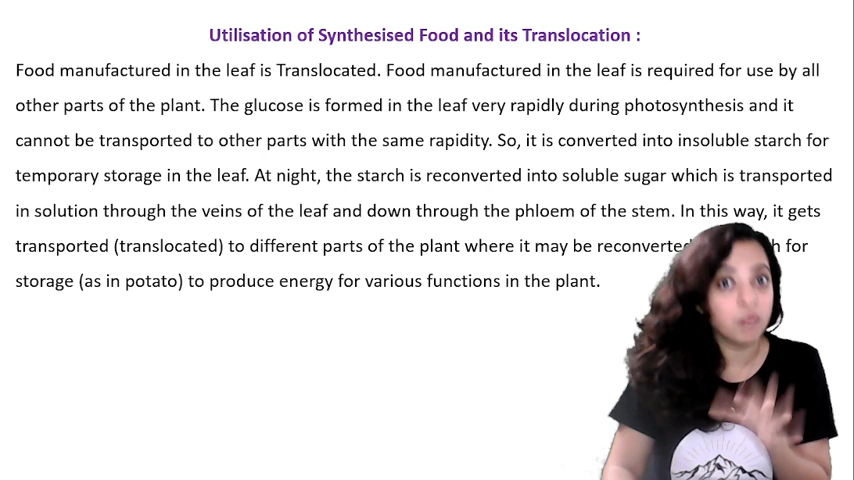 Utilisation of Synthesised Food and its Translocation :
Food manufactured in the leaf is Translocated. Food manufactured in the leaf is required for use by all
other parts of the plant. The glucose is formed in the leaf very rapidly during photosynthesis and it
cannot be transported to other parts with the same rapidity. So, it is converted into insoluble starch for
temporary storage in the leaf. At night, the starch is reconverted into soluble sugar which is transported
in solution through the veins of the leaf and down through the phloem of the stem. In this way, it gets
transported (translocated) to different parts of the plant where it may be for
storage (as in potato) to produce energy for various functions in the plant.